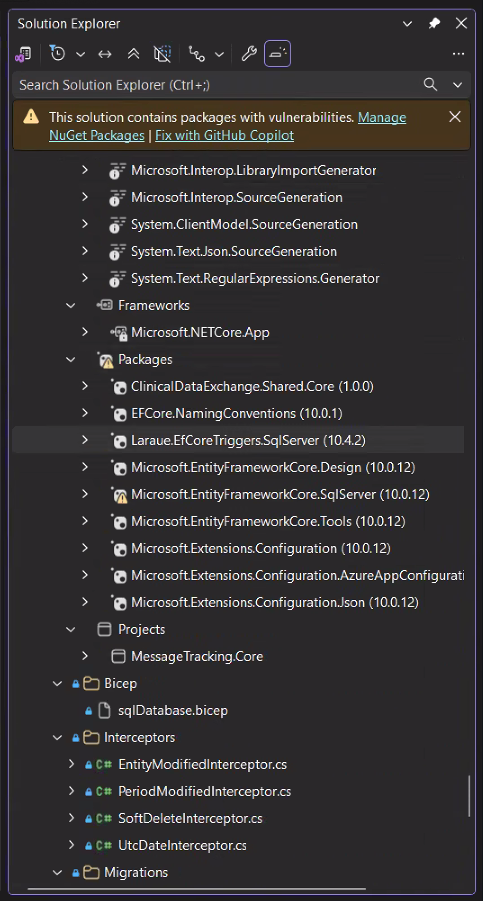 Solution Explorer
Search Solution Explorer (Ctrl+;)
This solution contains packages with vulnerabilities. Manage
NuGet Packages | Fix with GitHub Copilot
Microsoft.Interop.LibraryImportGenerator
Microsoft.Interop.SourceGeneration
System.ClientModel.SourceGeneration
System.Text.Json.SourceGeneration
System.Text.RegularExpressions.Generator
Frameworks
Microsoft.NETCore.App
Packages
ClinicalDataExchange.Shared.Core (1.0.0)
EFCore.NamingConventions (10.0.1)
Laraue.EfCoreTriggers.SqlServer (10.4.2)
Microsoft.EntityFrameworkCore.Design (10.0.12)
Microsoft.EntityFrameworkCore.SqlServer (10.0.12)
Microsoft.EntityFrameworkCore.Tools (10.0.12)
Microsoft.Extensions.Configuration (10.0.12)
Microsoft.Extensions.Configuration.AzureAppConfigurati
Microsoft.Extensions.Configuration.Json (10.0.12)
Projects
MessageTracking.Core
Bicep
sqlDatabase.bicep
Interceptors
C# EntityModifiedInterceptor.cs
C# PeriodModifiedInterceptor.cs
C# SoftDeleteInterceptor.cs
C# UtcDateInterceptor.cs
Migrations